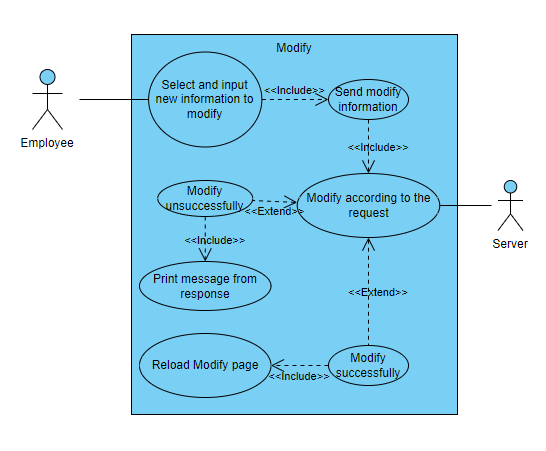 Modify
Select and input
new information to
modify
<<Include>>
Send modify
information
Employee
<<Include>>
Modify
unsuccessfully
<<Extend>>
Modify according to the
request
Server
<<Include>>
Print message from
response
<<Extend>>
Reload Modify page
<<Include>>
Modify
successfully